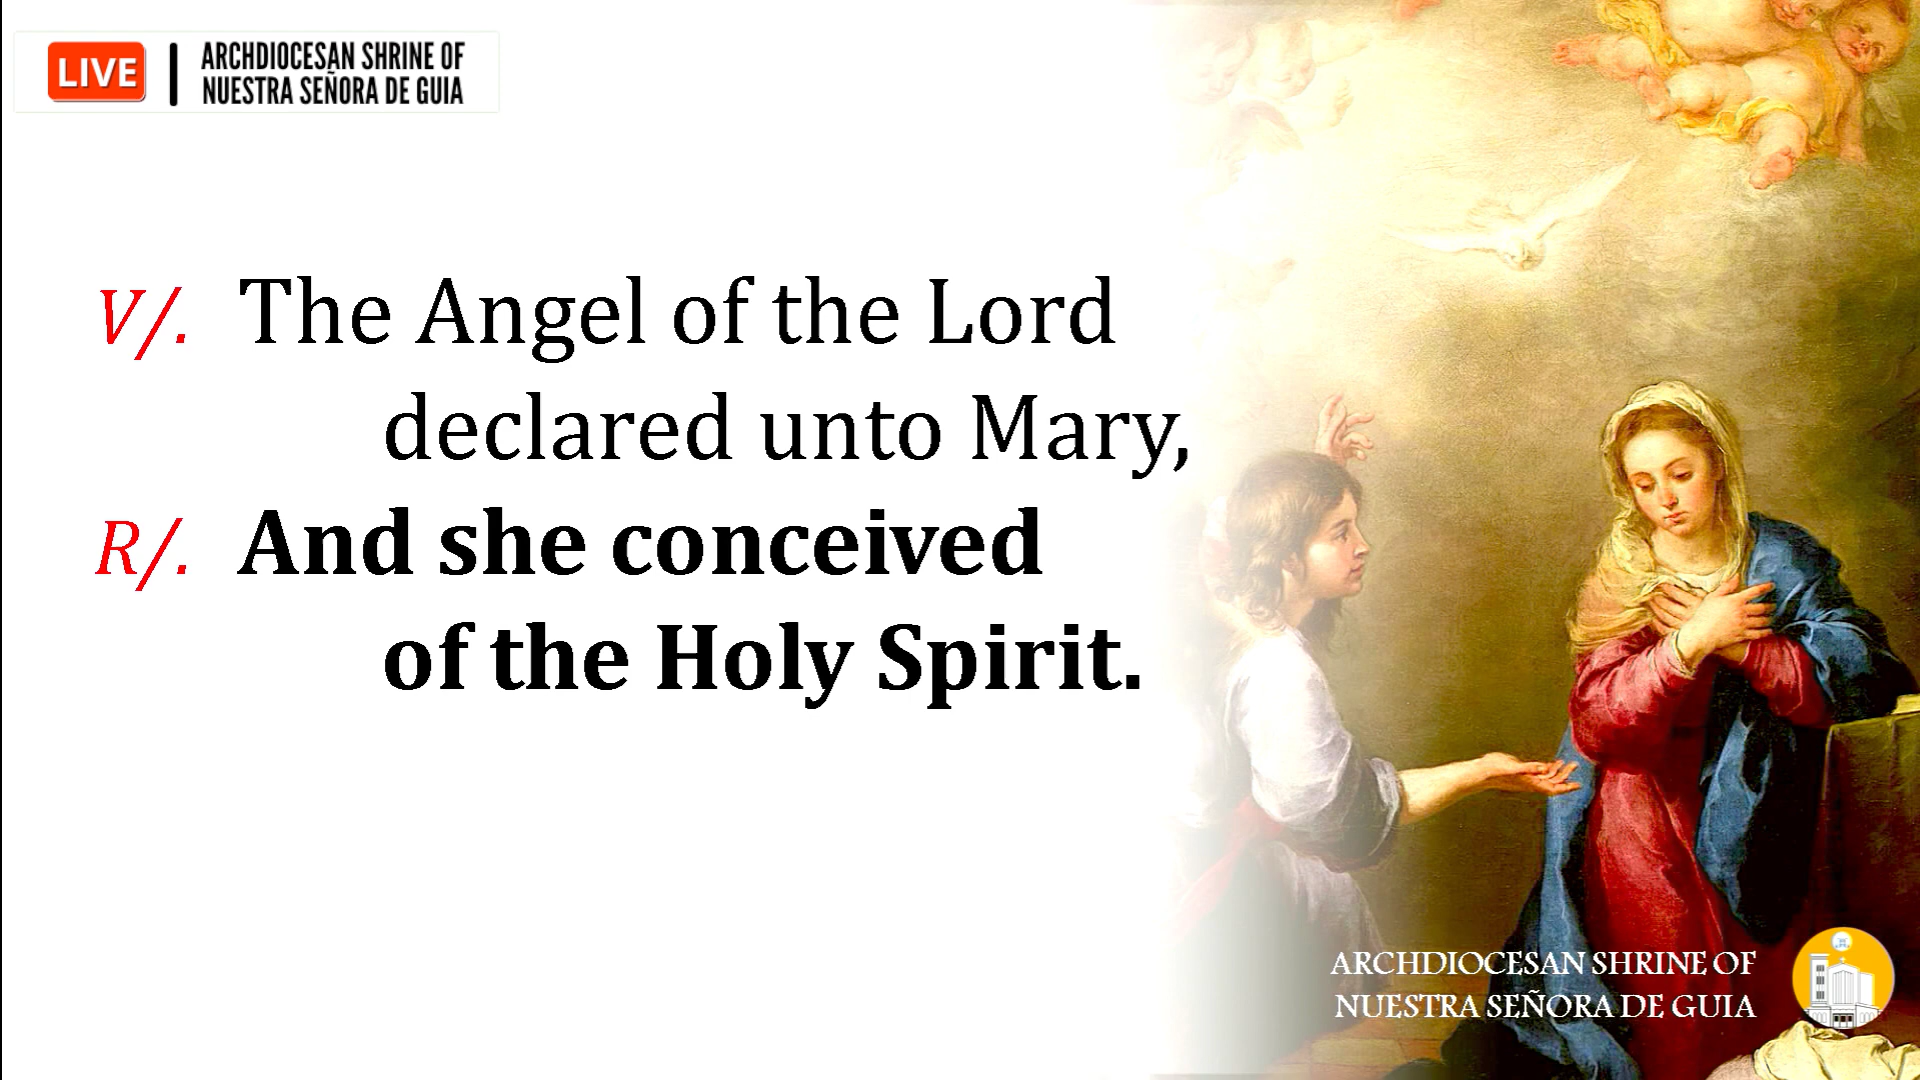 LIVE
ARCHDIOCESAN SHRINE OF
NUESTRA SEÑORA DE GUIA
V/. The Angel of the Lord
declared unto Mary,
R/. And she conceived
of the Holy Spirit.
ARCHDIOCESAN SHRINE OF
NUESTRA SEÑORA DE GUIA